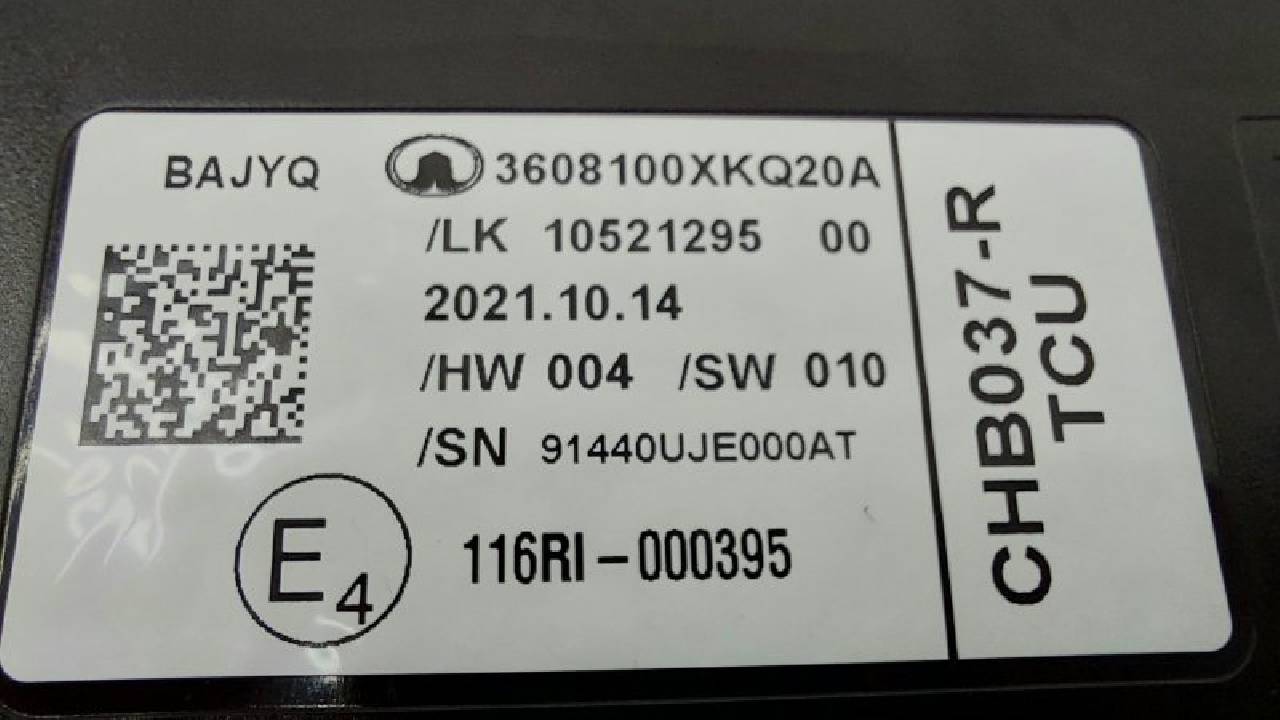 BAJYQ 3608100XKQ20A
/LK 10521295 00
2021.10.14
/HW 004 /SW 010
/SN 91440UJE000AT
E4 116RI-000395
CHB037-R
TCU